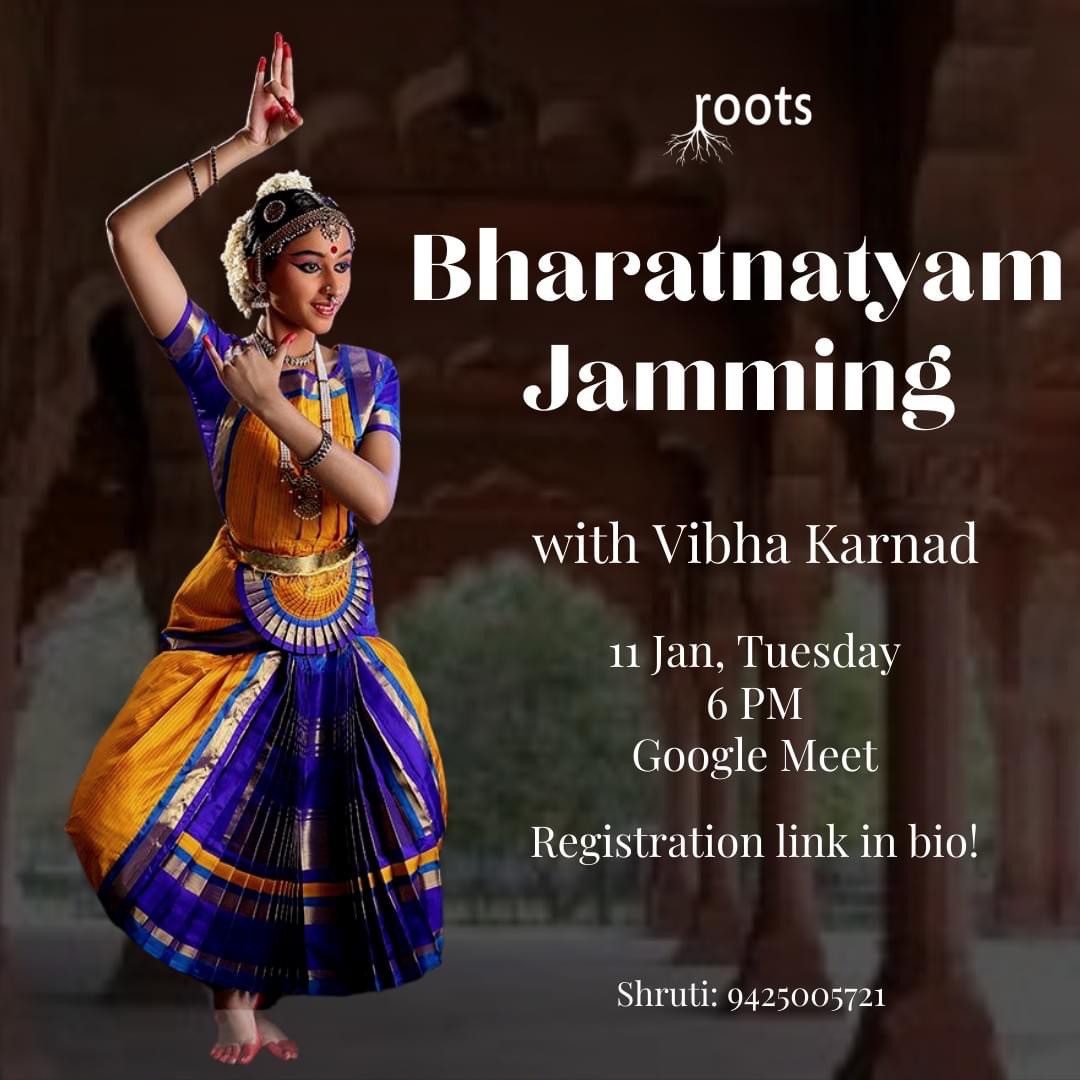 roots
Bharatnatyam
Jamming
with Vibha Karnad
11 Jan, Tuesday
6 PM
Google Meet
Registration link in bio!
Shruti: 9425005721